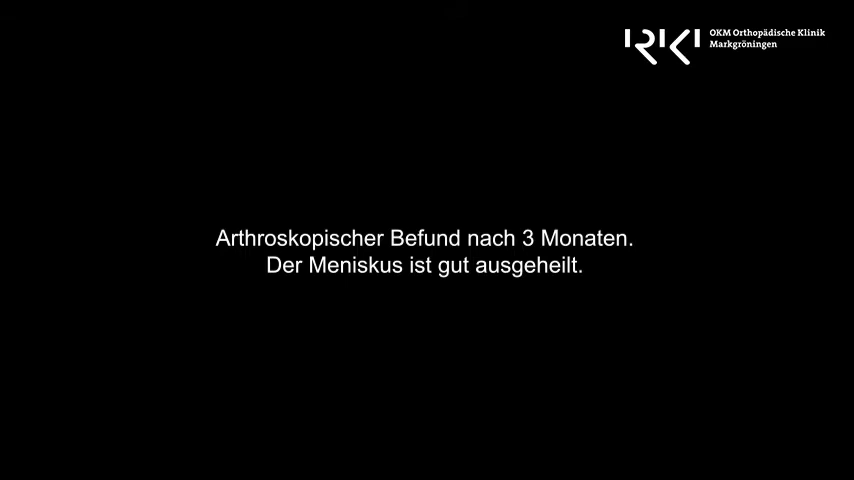 OKM Orthopädische Klinik
Markgröningen
Arthroskopischer Befund nach 3 Monaten.
Der Meniskus ist gut ausgeheilt.